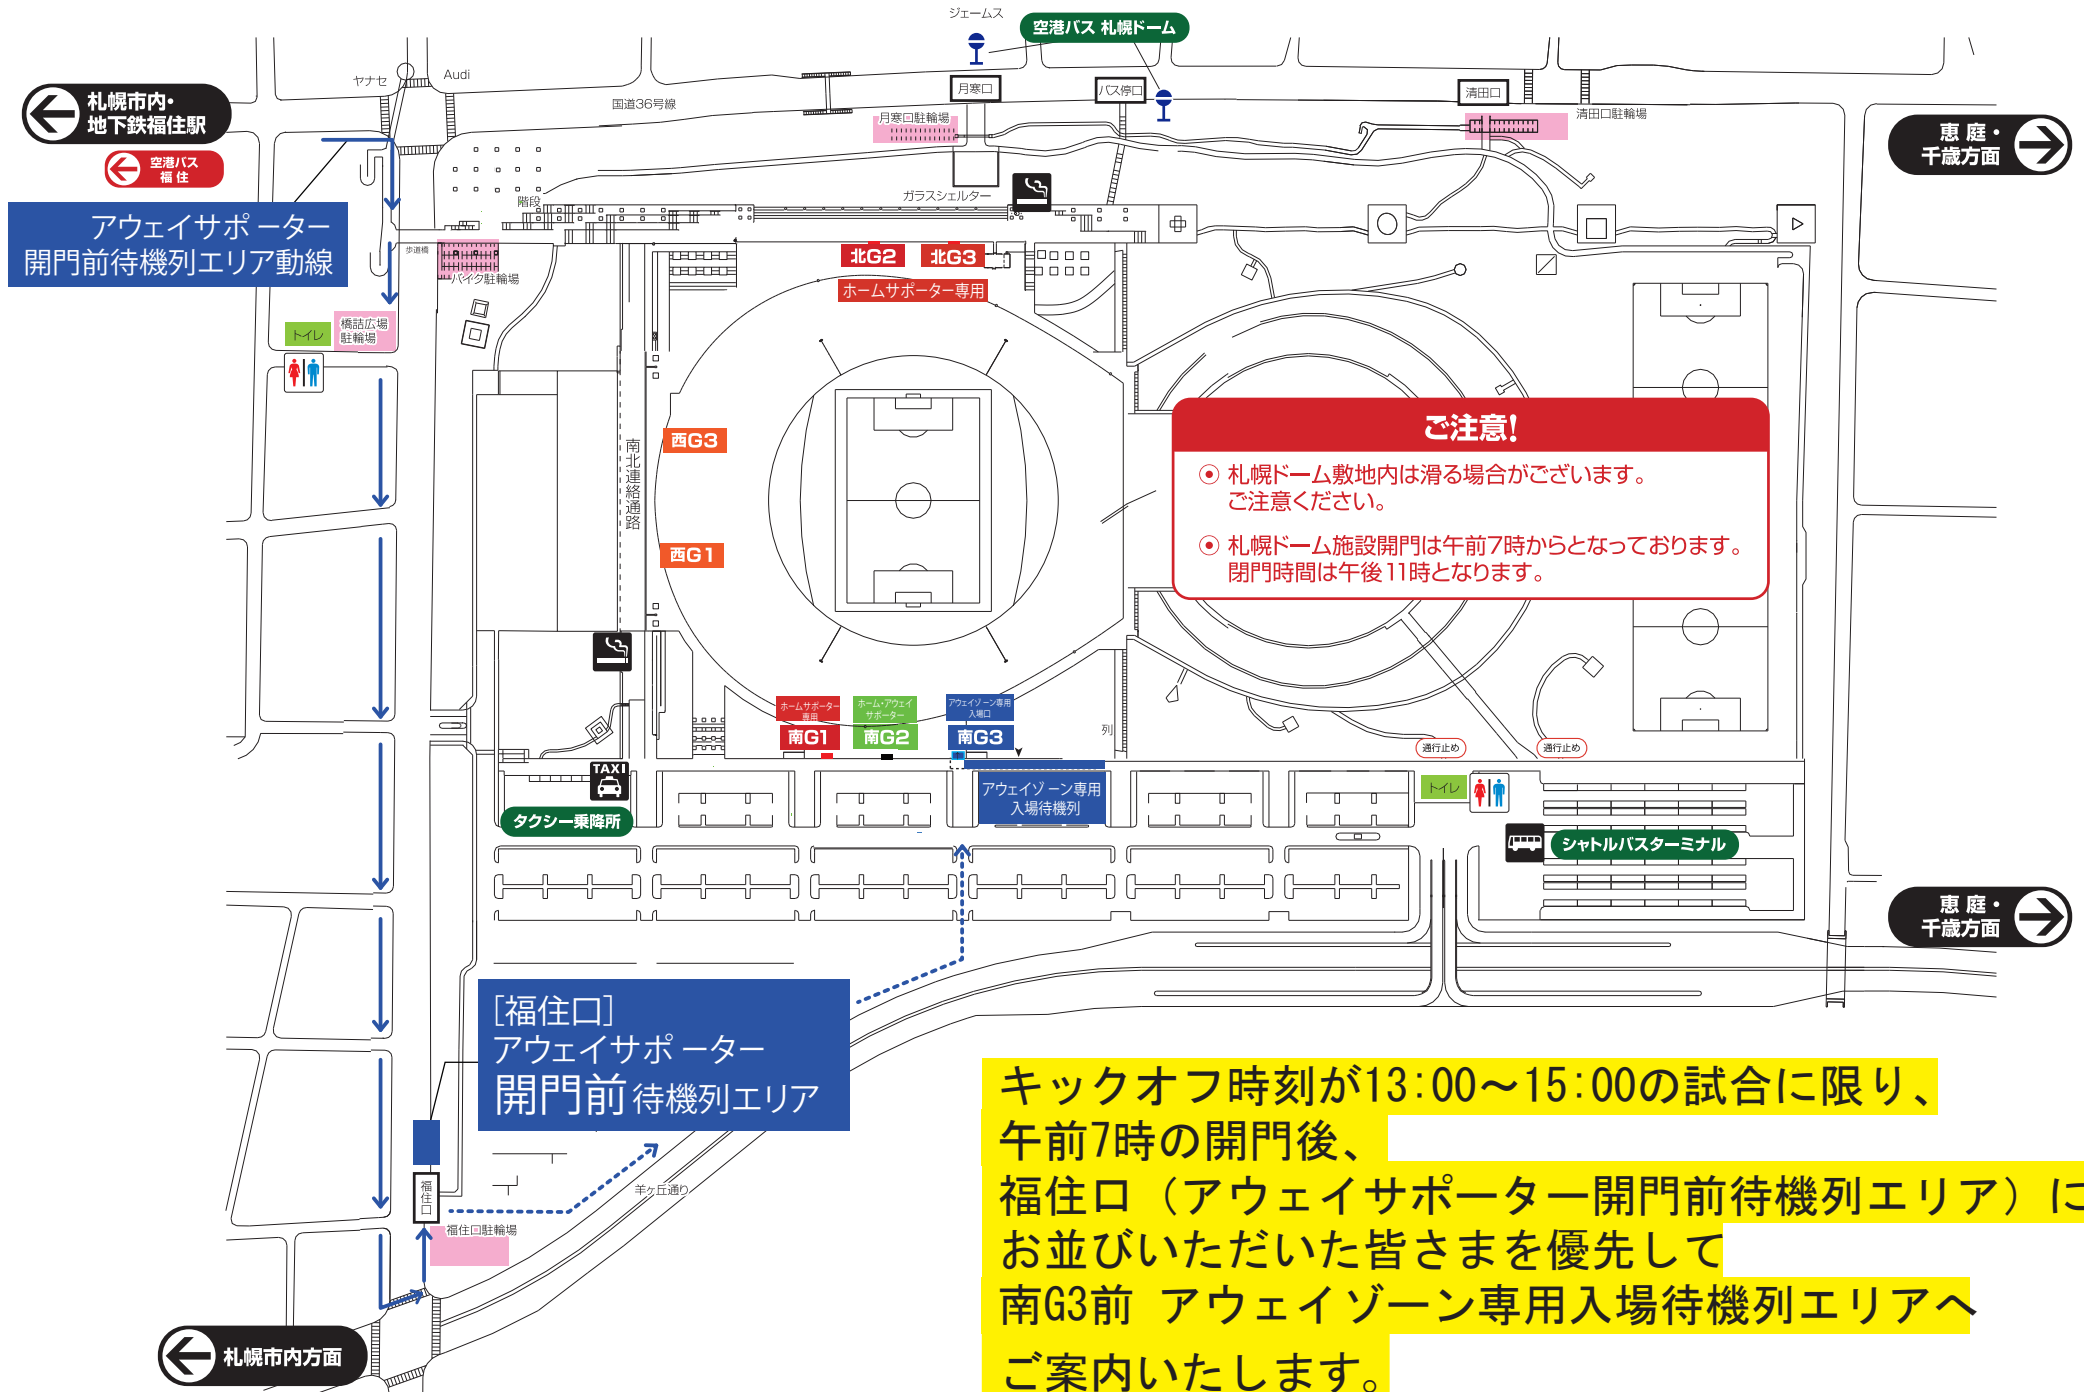 ジェームス
空港バス 札幌ドーム
ヤナセ
Audi
国道36号線
月寒口
バス停口
清田口
月寒口駐輪場
清田口駐輪場
札幌市内・
地下鉄福住駅
空港バス
福 住
恵 庭・
千歳方面
アウェイサポーター
開門前待機列エリア動線
階段
ガラスシェルター
歩道橋
バイク駐輪場
北G2
北G3
ホームサポーター専用
トイレ
橋詰広場
駐輪場
南北連絡通路
西G3
西G1
ご注意!
札幌ドーム敷地内は滑る場合がございます。
ご注意ください。
札幌ドーム施設開門は午前7時からとなっております。
閉門時間は午後11時となります。
ホームサポーター
専用
南G1
ホーム・アウェイ
サポーター
南G2
アウェイゾーン専用
入場口
南G3
列
通行止め
通行止め
TAXI
タクシー乗降所
アウェイゾーン専用
入場待機列
トイレ
シャトルバスターミナル
恵 庭・
千歳方面
[福住口]
アウェイサポーター
開門前 待機列エリア
福住口
羊ヶ丘通り
福住口駐輪場
札幌市内方面
キックオフ時刻が13:00～15:00の試合に限り、
午前7時の開門後、
福住口（アウェイサポーター開門前待機列エリア）に
お並びいただいた皆さまを優先して
南G3前 アウェイゾーン専用入場待機列エリアへ
ご案内いたします。